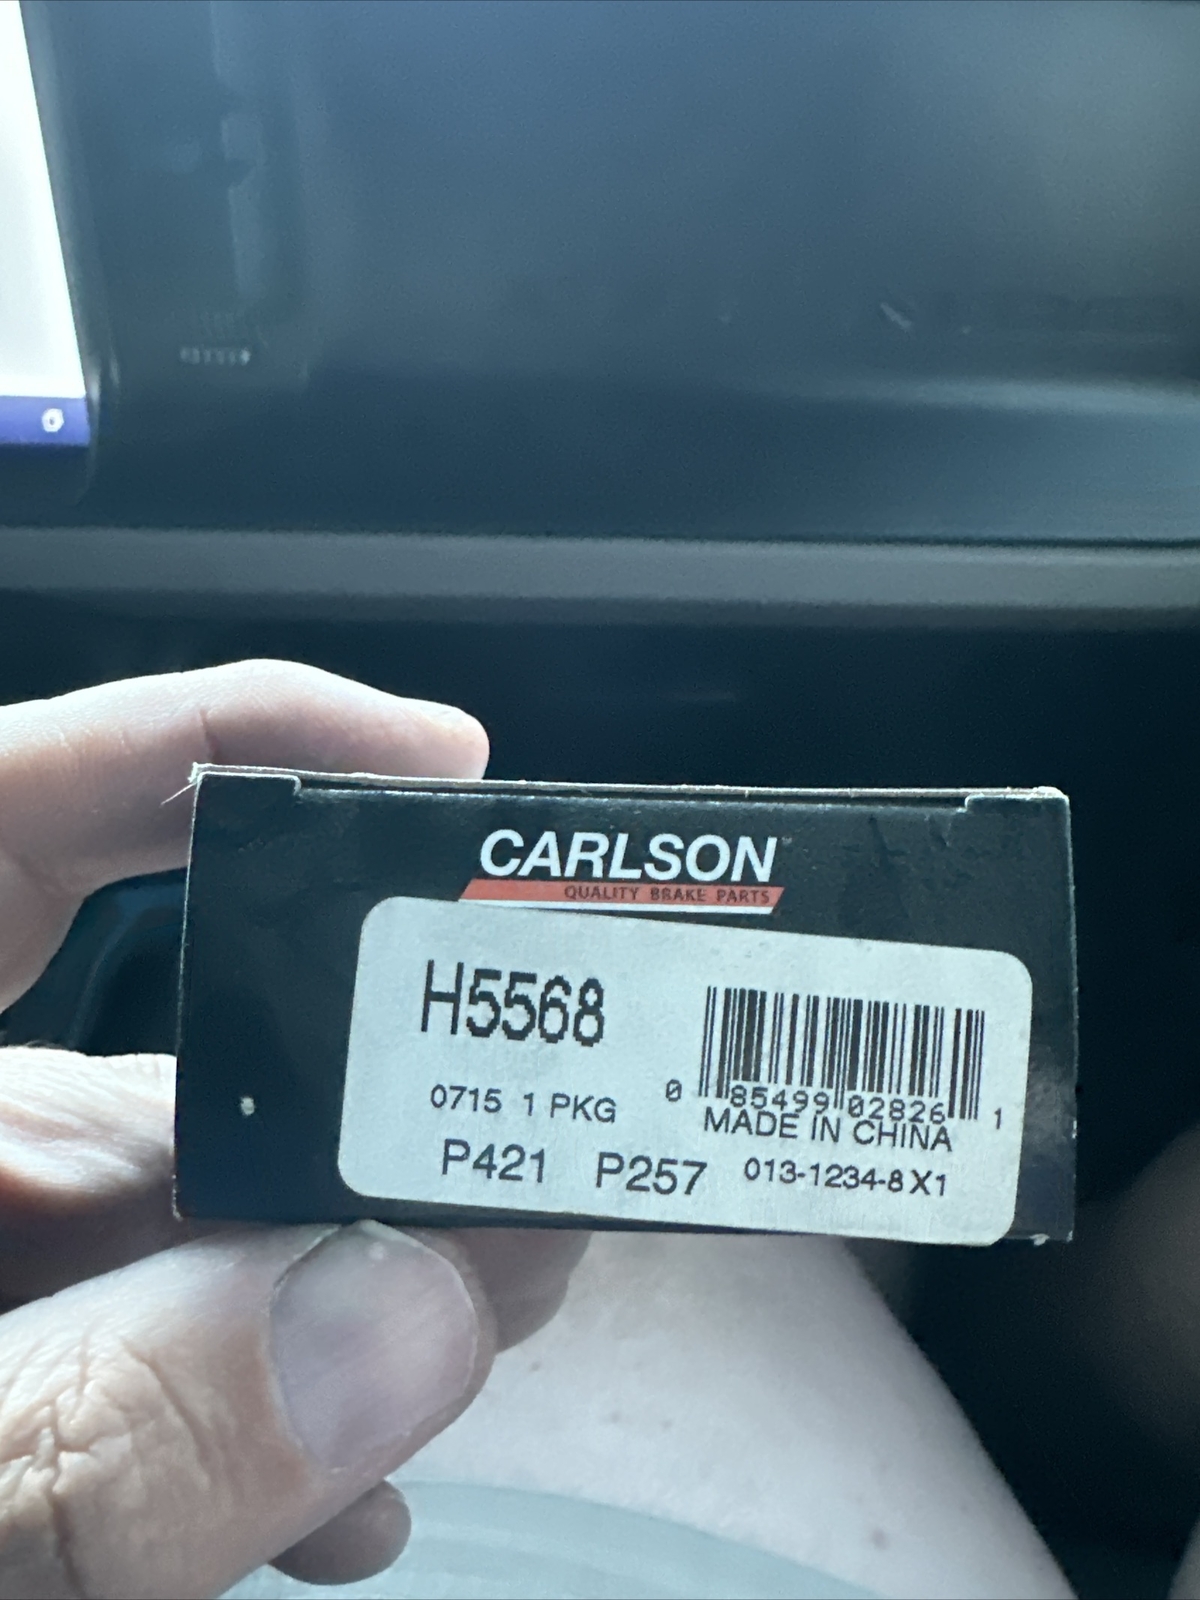 CARLSON
QUALITY BRAKE PARTS
H5568
0 85499 02826 1
MADE IN CHINA
0715 1 PKG
P421 P257 013-1234-8 X1